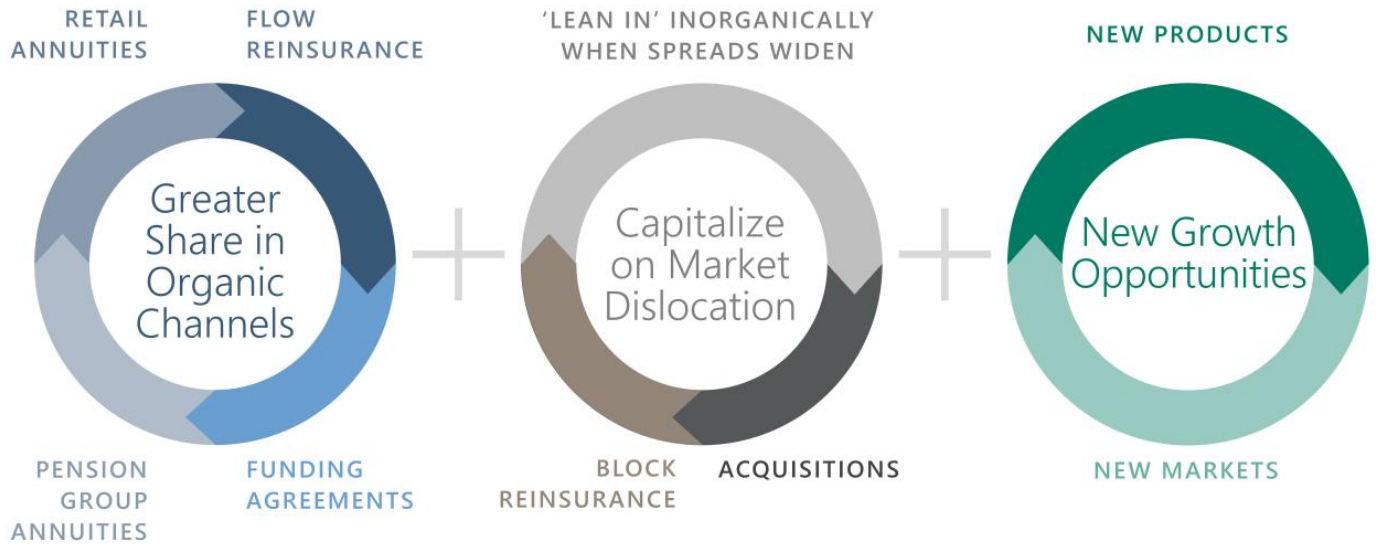 RETAIL
ANNUITIES
FLOW
REINSURANCE
Greater
Share in
Organic
Channels
PENSION
GROUP
ANNUITIES
FUNDING
AGREEMENTS
‘LEAN IN’ INORGANICALLY
WHEN SPREADS WIDEN
Capitalize
on Market
Dislocation
BLOCK
REINSURANCE
ACQUISITIONS
NEW PRODUCTS
New Growth
Opportunities
NEW MARKETS